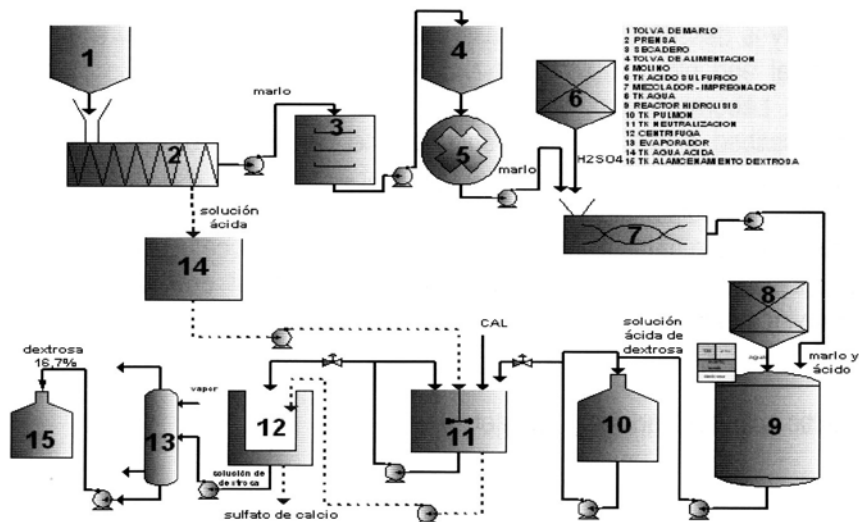 1 TOLVA DE MARLO
2 PRENSA
3 SECADERO
4 TOLVA DE ALIMENTACION
5 MOLINO
6 TK ACIDO SULFURICO
7 MEZCLADOR - IMPREGNADOR
8 TK AGUA
9 REACTOR HIDROLISIS
10 TK PULMON
11 TK NEUTRALIZACION
12 CENTRIFUGA
13 EVAPORADOR
14 TK AGUA ACIDA
15 TK ALAMCENAMIENTO DEXTROSA
1
2
marlo
3
4
5
marlo
6
H2SO4
7
solución
ácida
14
CAL
solución
ácida de
dextrosa
8
agua
marlo y
ácido
dextrosa
16,7%
vapor
15
13
12
11
10
9
solución de
dextrosa
sulfato de calcio